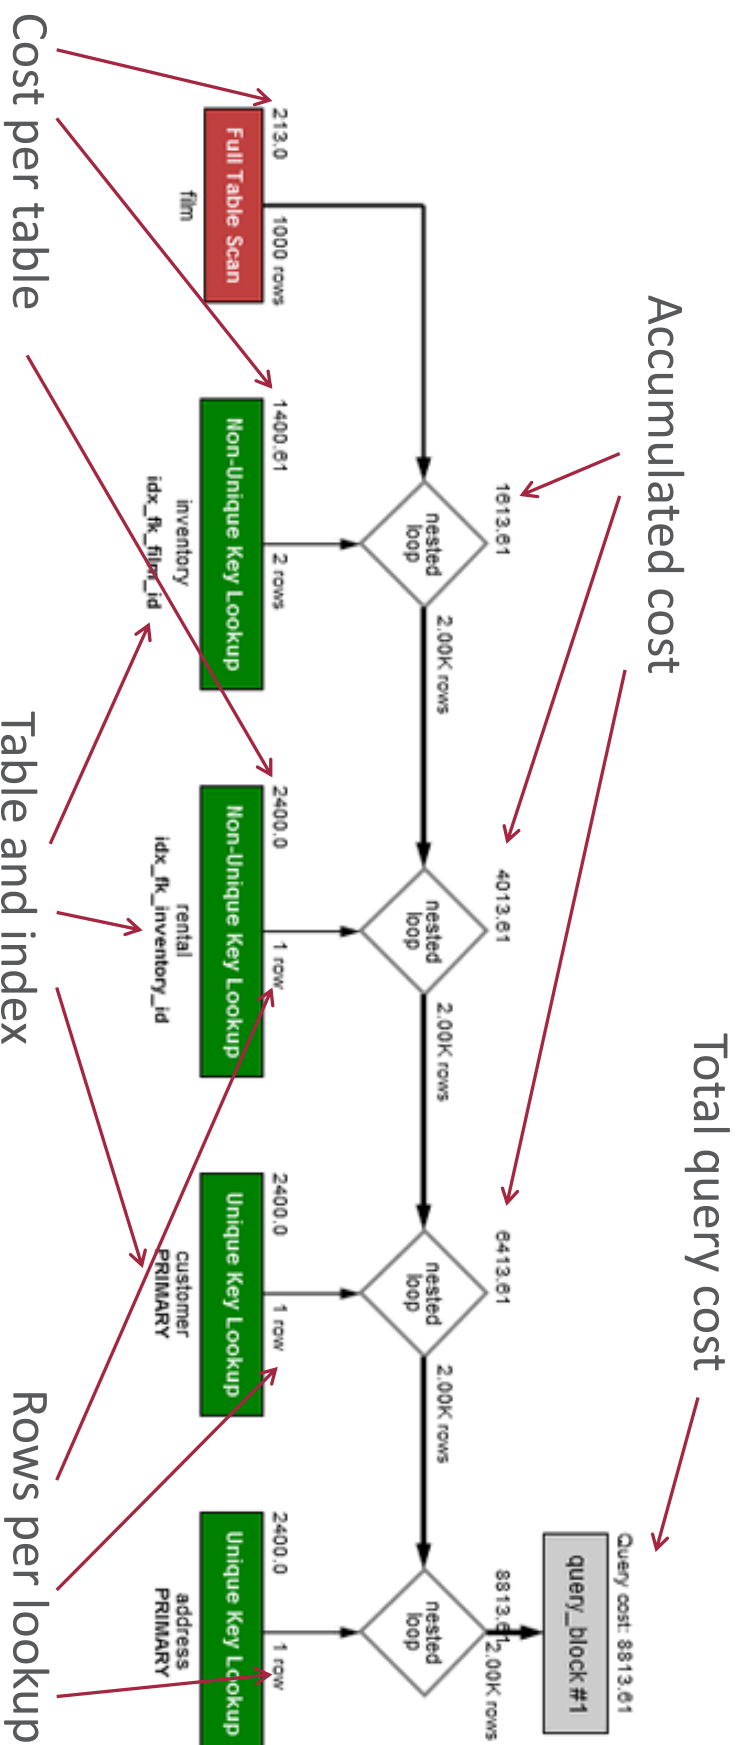 Total query cost
Accumulated cost
Query cost: 8813.61
query_block #1
1613.61
4013.61
6413.61
8813.61
2.00K rows
nested
loop
2.00K rows
nested
loop
2.00K rows
nested
loop
2.00K rows
nested
loop
213.0
1000 rows
Full Table Scan
film
1400.61
2 rows
Non-Unique Key Lookup
inventory
idx_fk_film_id
2400.0
1 row
Non-Unique Key Lookup
rental
idx_fk_inventory_id
2400.0
1 row
Unique Key Lookup
customer
PRIMARY
2400.0
1 row
Unique Key Lookup
address
PRIMARY
Cost per table
Table and index
Rows per lookup